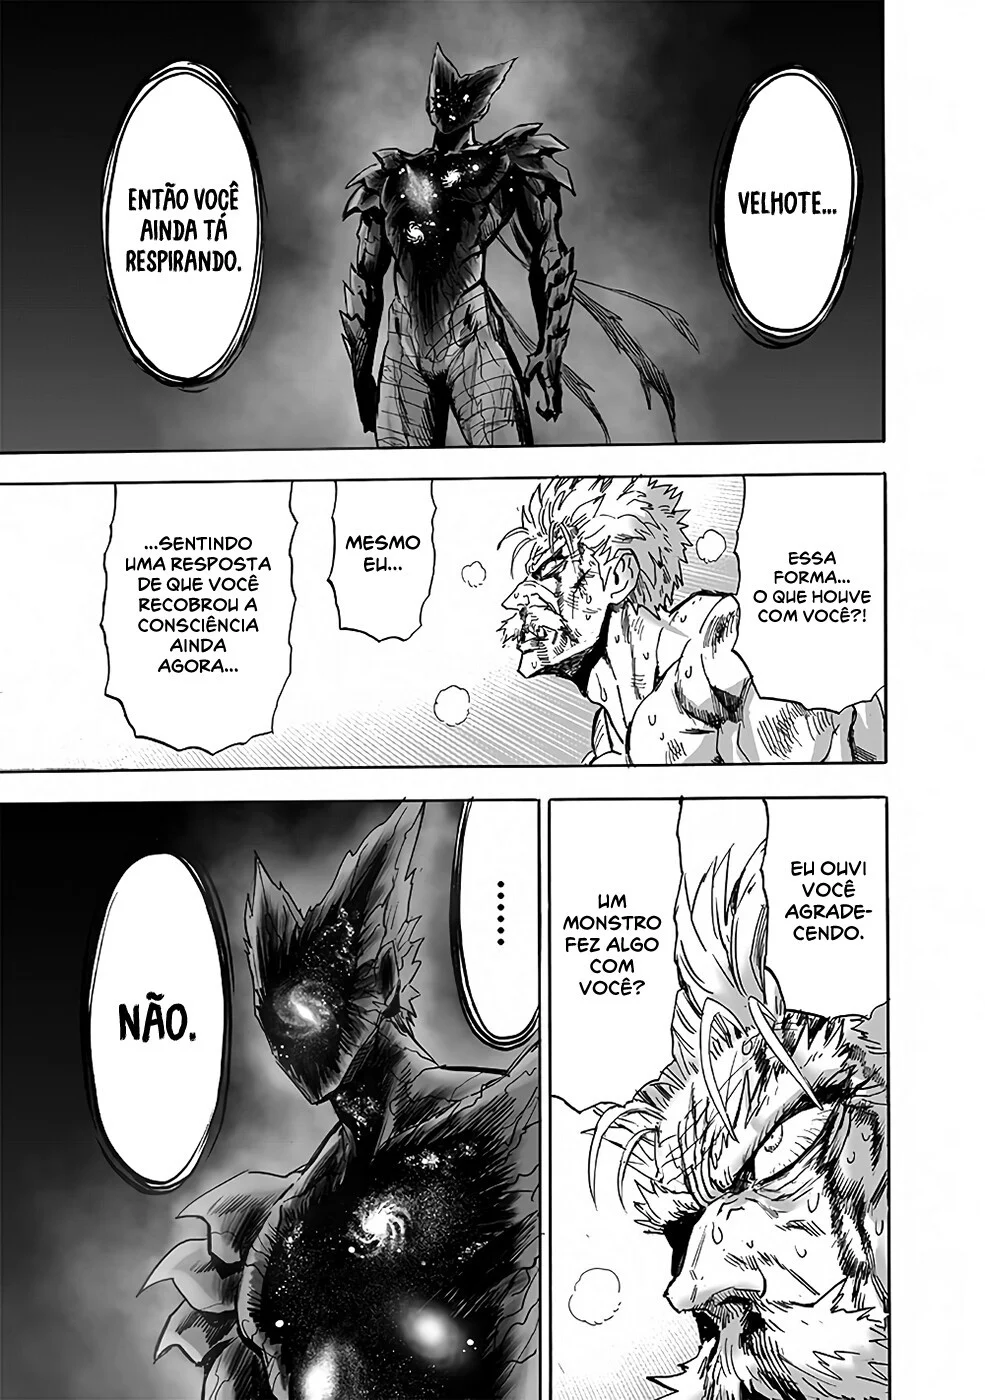 VELHOTE...
ENTÃO VOCÊ
AINDA TÁ
RESPIRANDO.
ESSA
FORMA...
O QUE HOUVE
COM VOCÊ?!
MESMO
EU...
...SENTINDO
UMA RESPOSTA
DE QUE VOCÊ
RECOBROU A
CONSCIÊNCIA
AINDA
AGORA...
EU OUVI
VOCÊ
AGRADE-
CENDO.
UM
MONSTRO
FEZ ALGO
COM
VOCÊ?
......
NÃO.